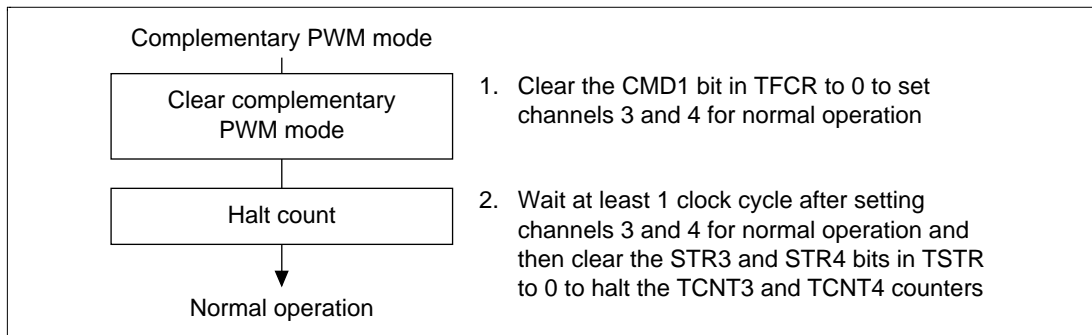 Complementary PWM mode
Clear complementary
PWM mode
1. Clear the CMD1 bit in TFCR to 0 to set
channels 3 and 4 for normal operation
Halt count
2. Wait at least 1 clock cycle after setting
channels 3 and 4 for normal operation and
then clear the STR3 and STR4 bits in TSTR
to 0 to halt the TCNT3 and TCNT4 counters
Normal operation